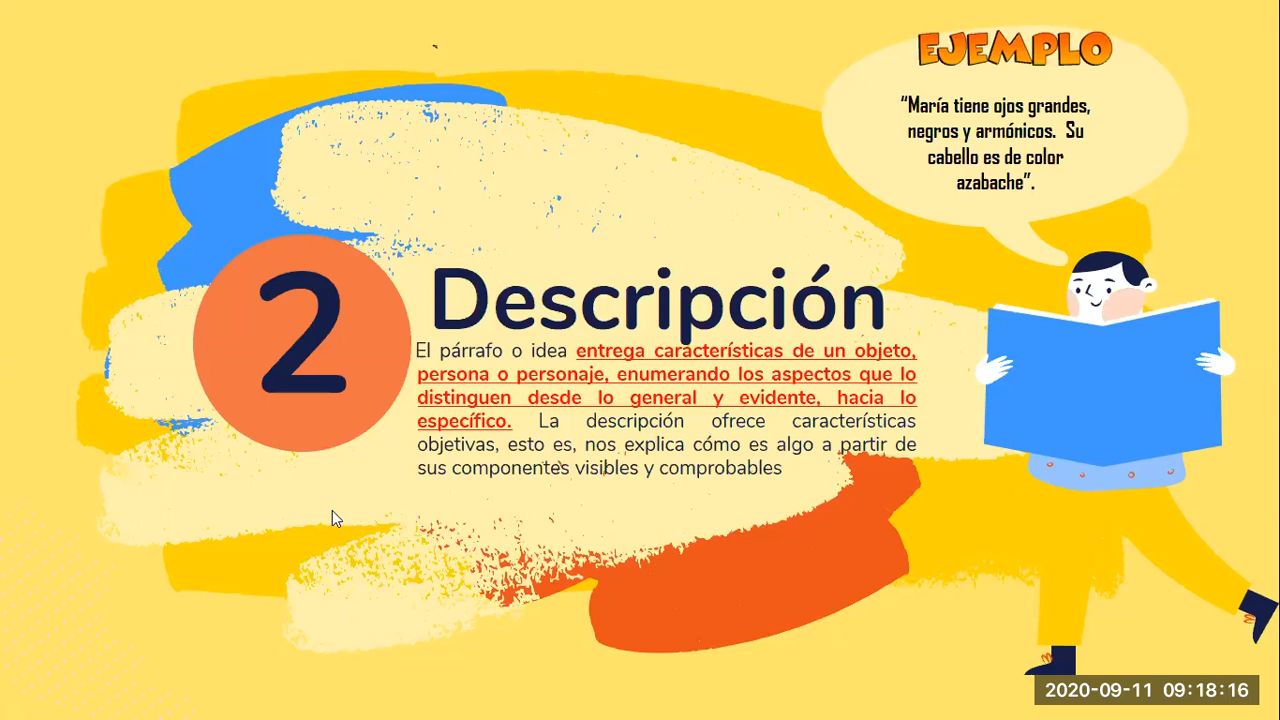 EJEMPLO
“María tiene ojos grandes,
negros y armónicos. Su
cabello es de color
azabache”.
2
Descripción
El párrafo o idea entrega características de un objeto,
persona o personaje, enumerando los aspectos que lo
distinguen desde lo general y evidente, hacia lo
específico. La descripción ofrece características
objetivas, esto es, nos explica cómo es algo a partir de
sus componentes visibles y comprobables
2020-09-11 09:18:16